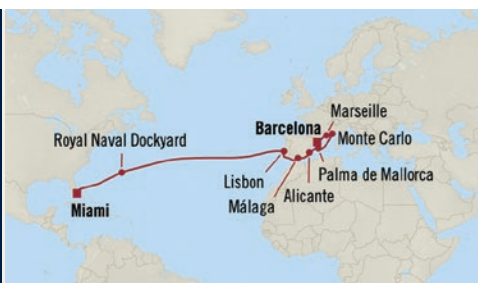 Marseille
Barcelona
Monte Carlo
Royal Naval Dockyard
Palma de Mallorca
Lisbon
Alicante
Málaga
Miami